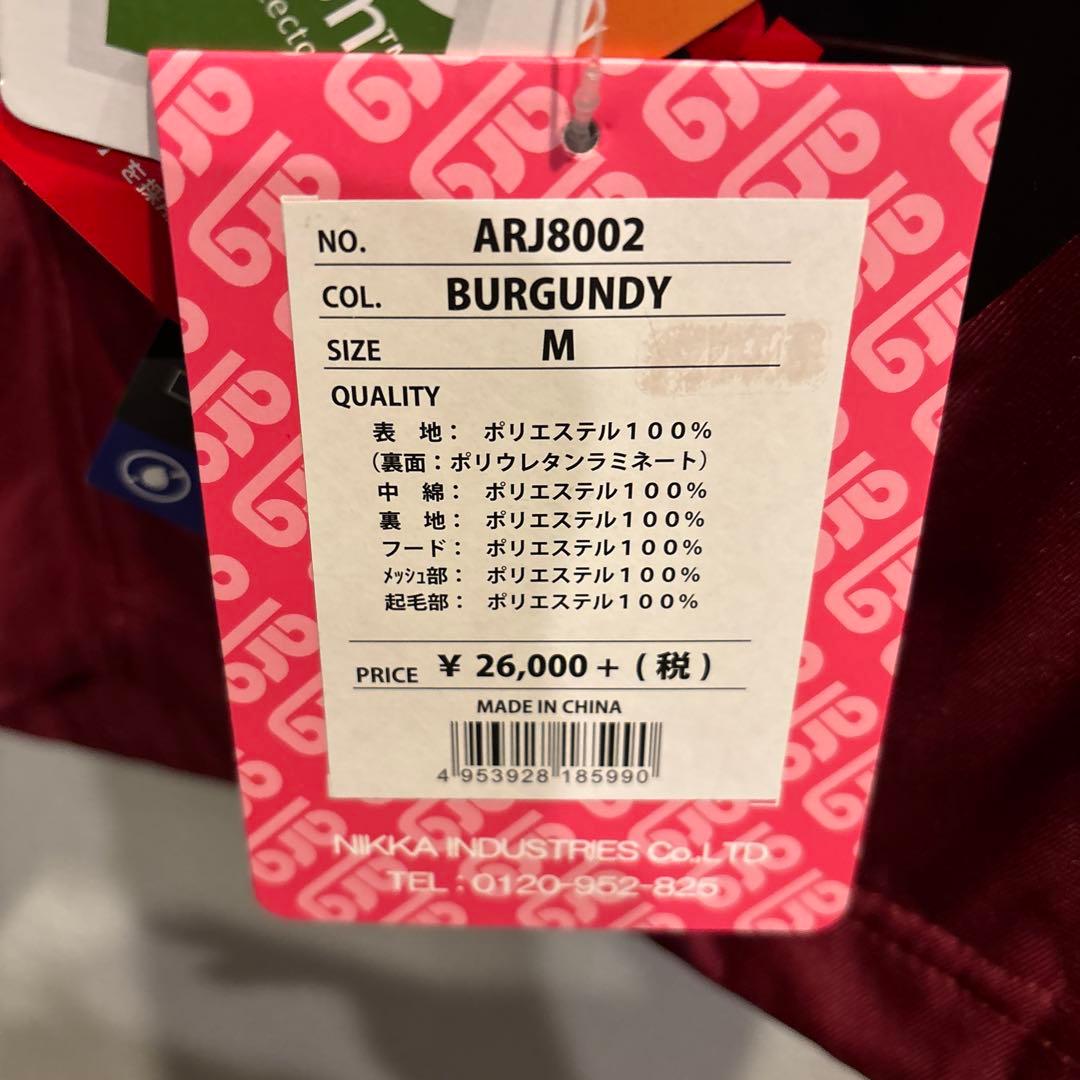 NO. ARJ8002
COL. BURGUNDY
SIZE M
QUALITY
表 地： ポリエステル１００％
（裏面：ポリウレタンラミネート）
中 綿： ポリエステル１００％
裏 地： ポリエステル１００％
フード： ポリエステル１００％
ﾒｯｼｭ部： ポリエステル１００％
起毛部： ポリエステル１００％
PRICE ￥ 26,000 + ( 税 )
MADE IN CHINA
4 953928 185990
NIKKA INDUSTRIES Co.,LTD
TEL : 0120-952-825